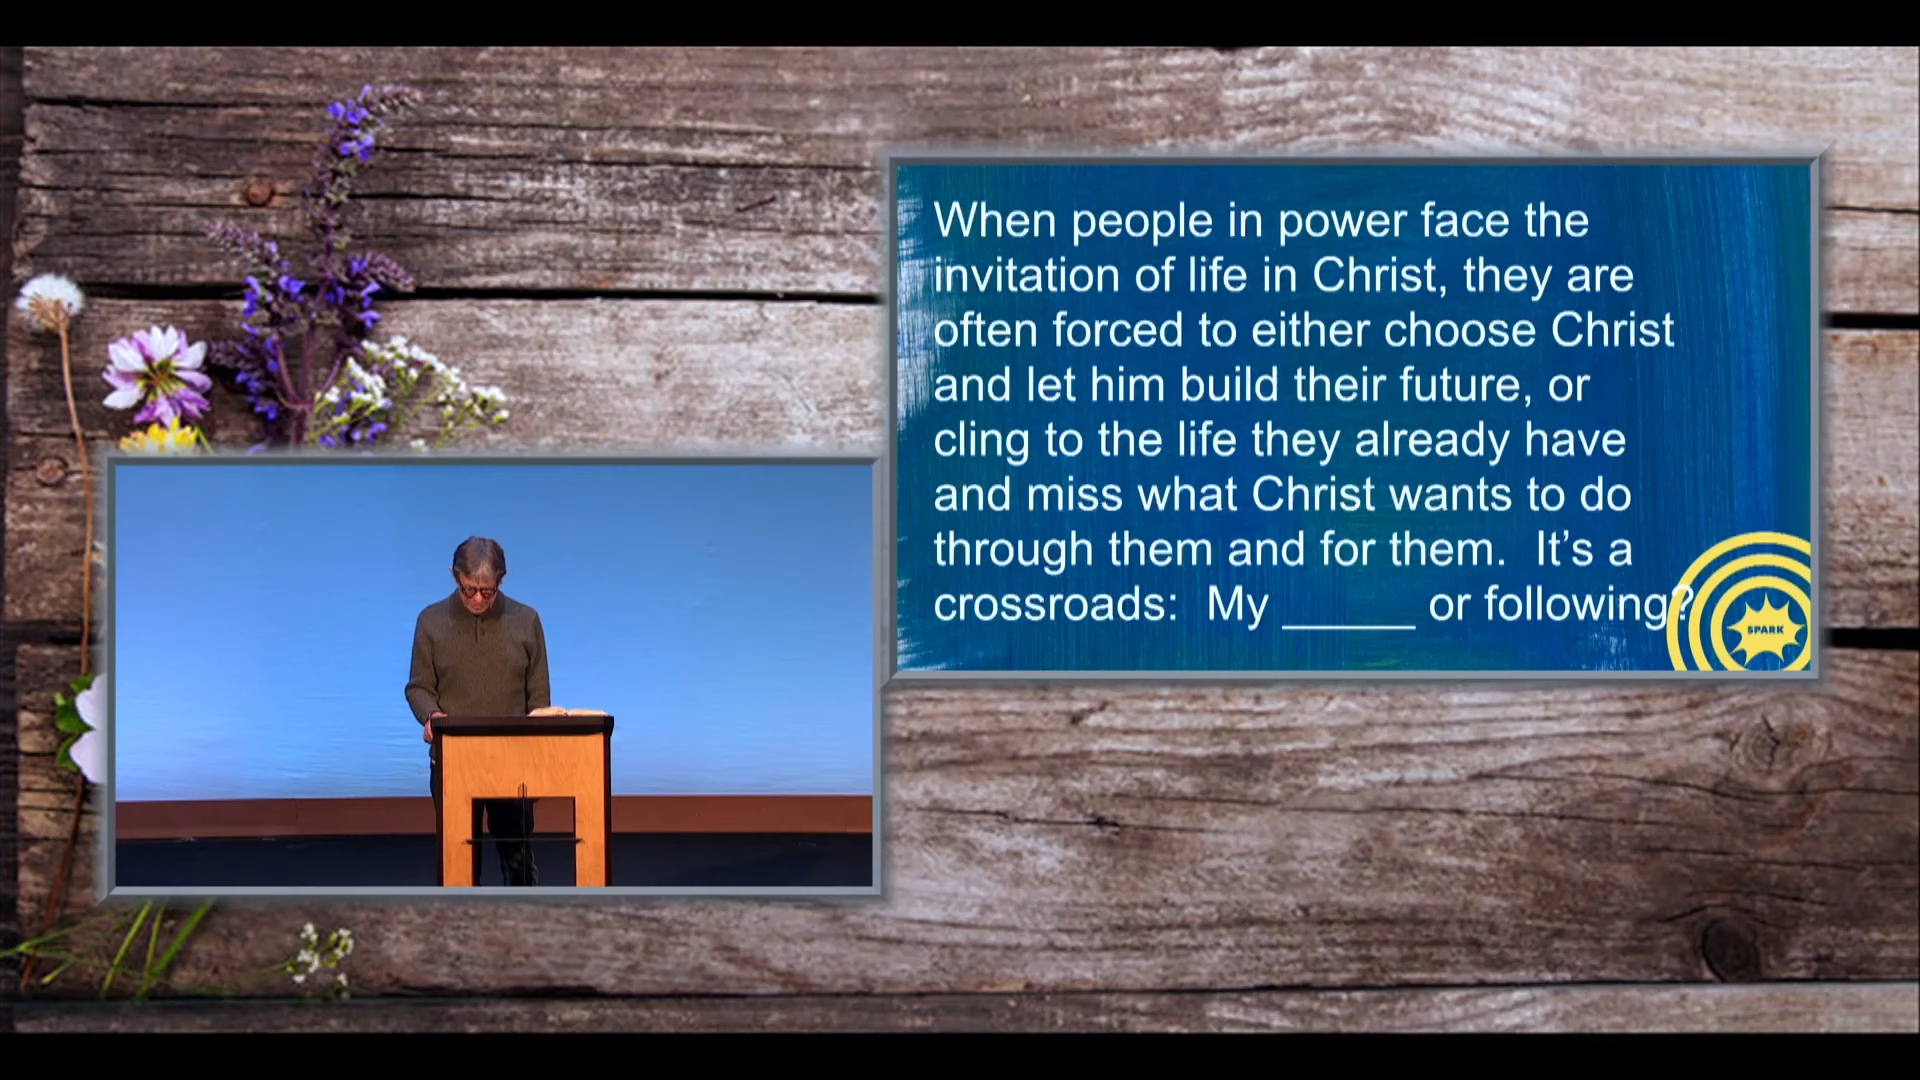 When people in power face the
invitation of life in Christ, they are
often forced to either choose Christ
and let him build their future, or
cling to the life they already have
and miss what Christ wants to do
through them and for them.  It’s a
crossroads:  My ______ or following?
SPARK